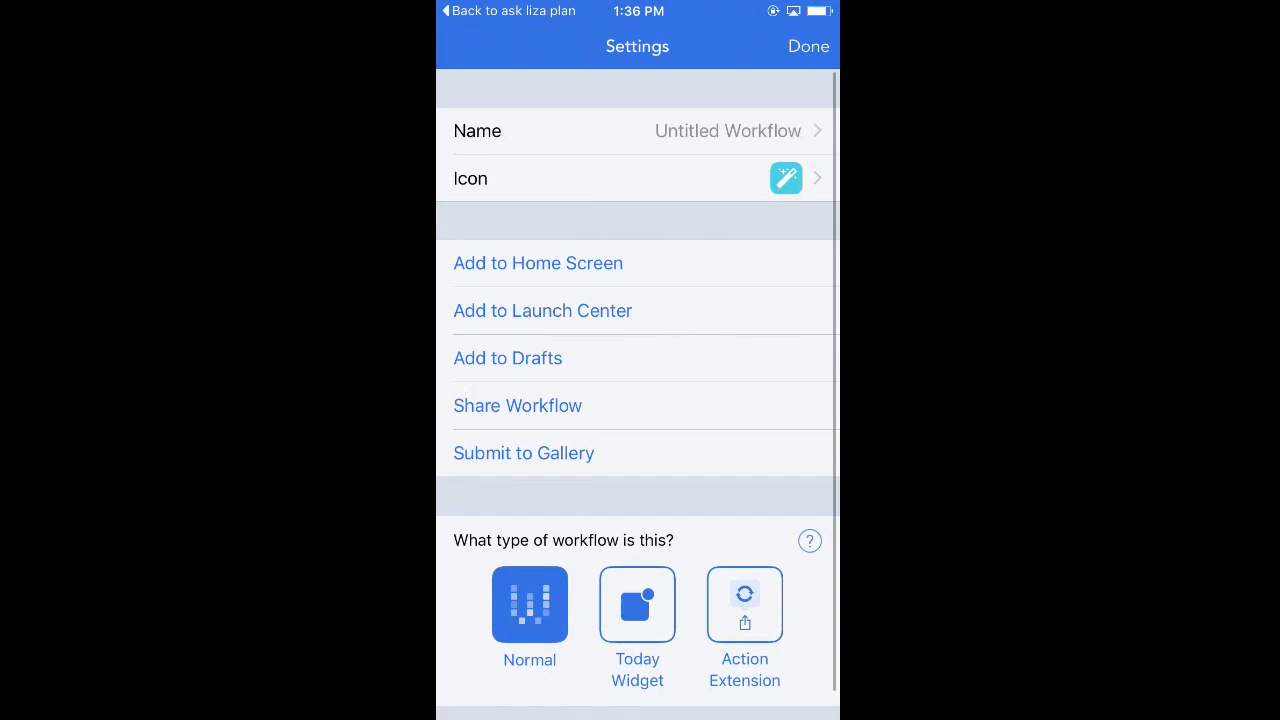 Back to ask liza plan 1:36 PM
Settings Done
Name Untitled Workflow
Icon
Add to Home Screen
Add to Launch Center
Add to Drafts
Share Workflow
Submit to Gallery
What type of workflow is this? ?
Normal Today Widget Action Extension